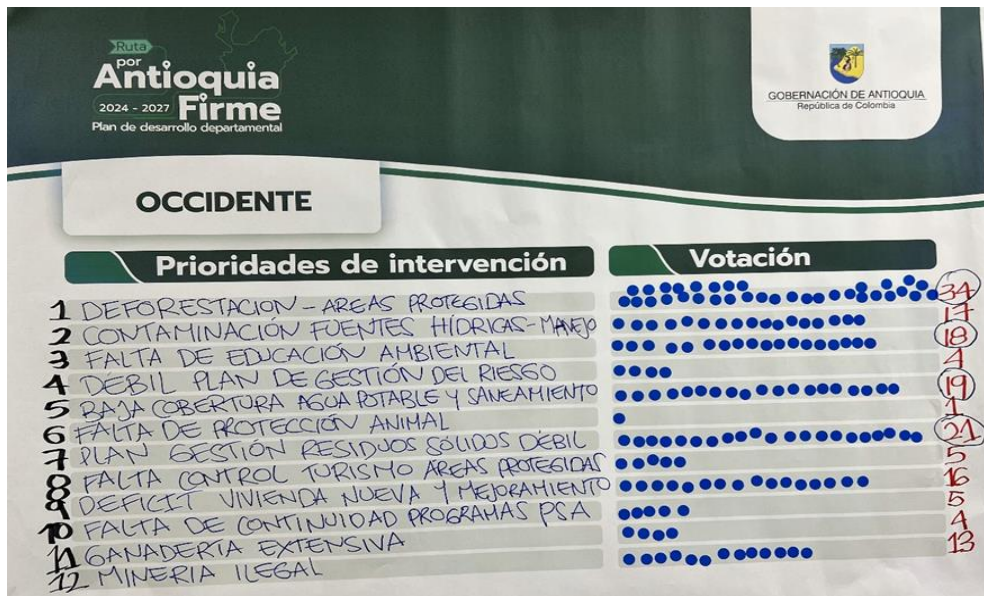 Ruta
por
Antioquia
2024 - 2027 Firme
Plan de desarrollo departamental
GOBERNACIÓN DE ANTIOQUIA
República de Colombia
OCCIDENTE
Prioridades de intervención Votación
1 DEFORESTACION - AREAS PROTEGIDAS 34
2 CONTAMINACIÓN FUENTES HÍDRICAS - MANEJO 17
3 FALTA DE EDUCACIÓN AMBIENTAL 18
4 DÉBIL PLAN DE GESTIÓN DEL RIESGO 4
5 BAJA COBERTURA AGUA POTABLE Y SANEAMIENTO 19
6 FALTA DE PROTECCIÓN ANIMAL 1
7 PLAN GESTIÓN RESIDUOS SÓLIDOS DÉBIL 21
8 FALTA CONTROL TURISMO ÁREAS PROTEGIDAS 5
9 DEFICIT VIVIENDA NUEVA Y MEJORAMIENTO 16
10 FALTA DE CONTINUIDAD PROGRAMAS PSA 5
11 GANADERÍA EXTENSIVA 4
12 MINERIA ILEGAL 13